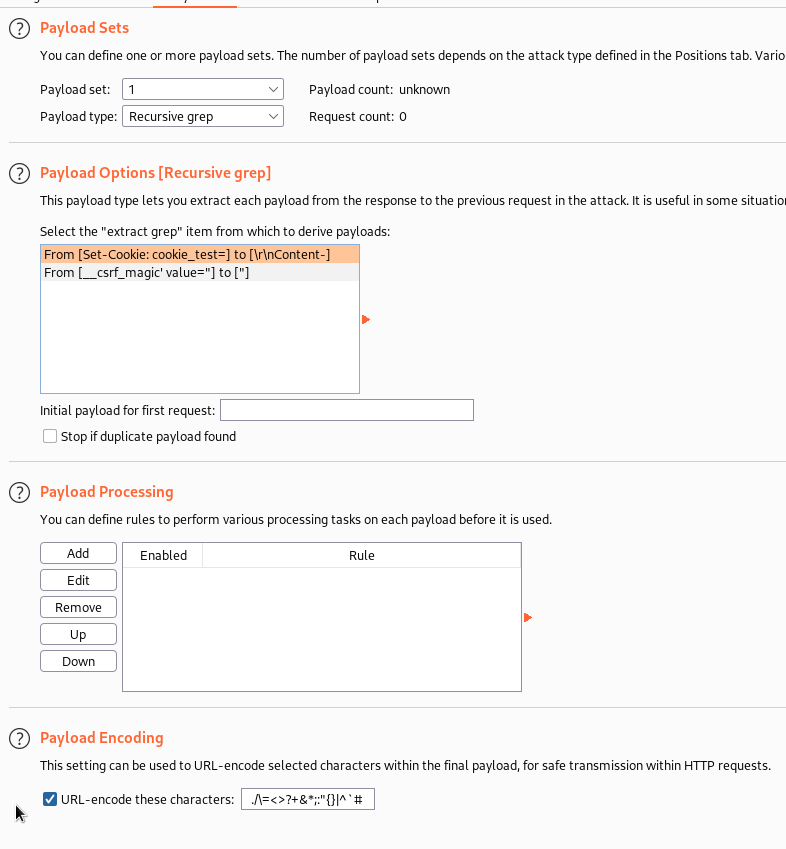 Payload Sets
You can define one or more payload sets. The number of payload sets depends on the attack type defined in the Positions tab. Vario
Payload set: 1 Payload count: unknown
Payload type: Recursive grep Request count: 0
Payload Options [Recursive grep]
This payload type lets you extract each payload from the response to the previous request in the attack. It is useful in some situation
Select the "extract grep" item from which to derive payloads:
From [Set-Cookie: cookie_test=] to [\r\nContent-]
From [__csrf_magic' value="] to ["]
Initial payload for first request:
Stop if duplicate payload found
Payload Processing
You can define rules to perform various processing tasks on each payload before it is used.
Add Enabled Rule
Edit
Remove
Up
Down
Payload Encoding
This setting can be used to URL-encode selected characters within the final payload, for safe transmission within HTTP requests.
URL-encode these characters: ./\=<>?+&*;:"{}|^`#